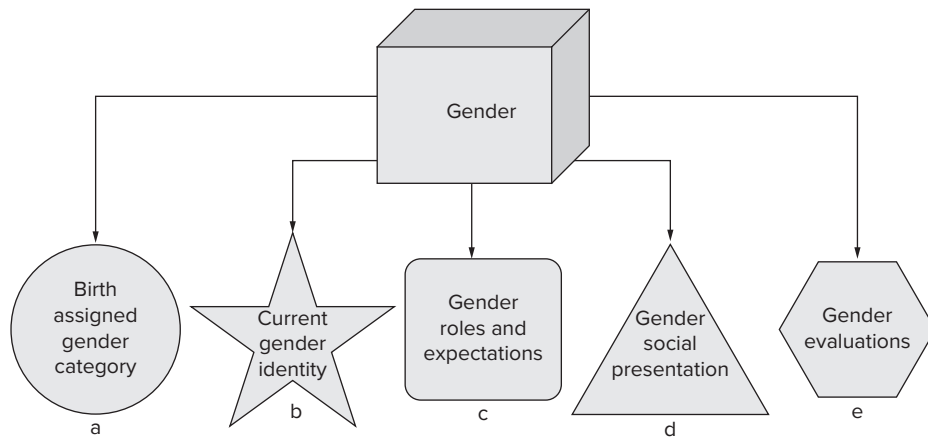 Gender
Birth
assigned
gender
category
a
Current
gender
identity
b
Gender
roles and
expectations
c
Gender
social
presentation
d
Gender
evaluations
e